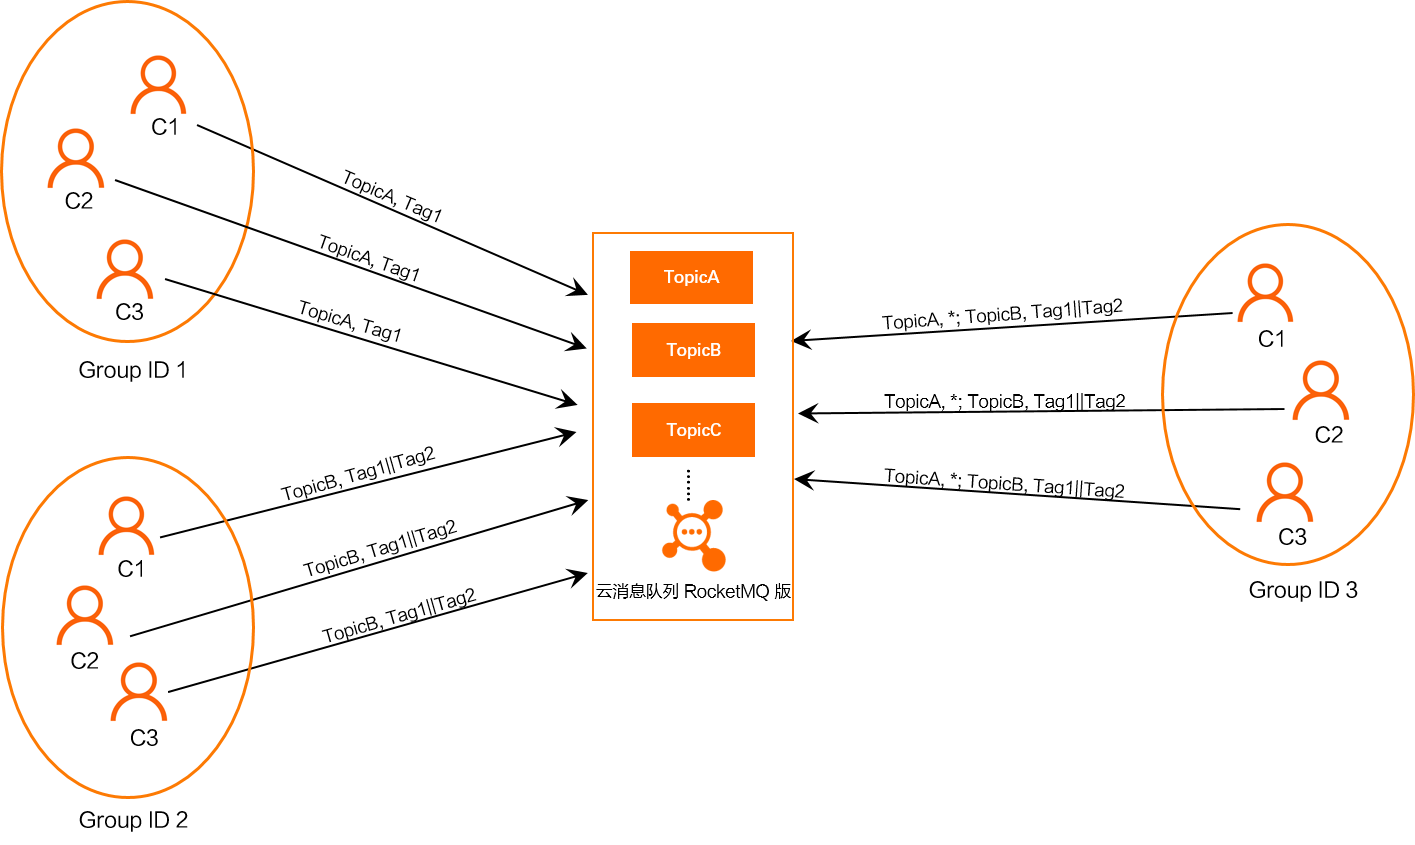 C1
C2
C3
Group ID 1
TopicA, Tag1
TopicA, Tag1
TopicA, Tag1
C1
C2
C3
Group ID 2
TopicB, Tag1||Tag2
TopicB, Tag1||Tag2
TopicB, Tag1||Tag2
TopicA
TopicB
TopicC
云消息队列 RocketMQ 版
TopicA, *; TopicB, Tag1||Tag2
TopicA, *; TopicB, Tag1||Tag2
TopicA, *; TopicB, Tag1||Tag2
C1
C2
C3
Group ID 3